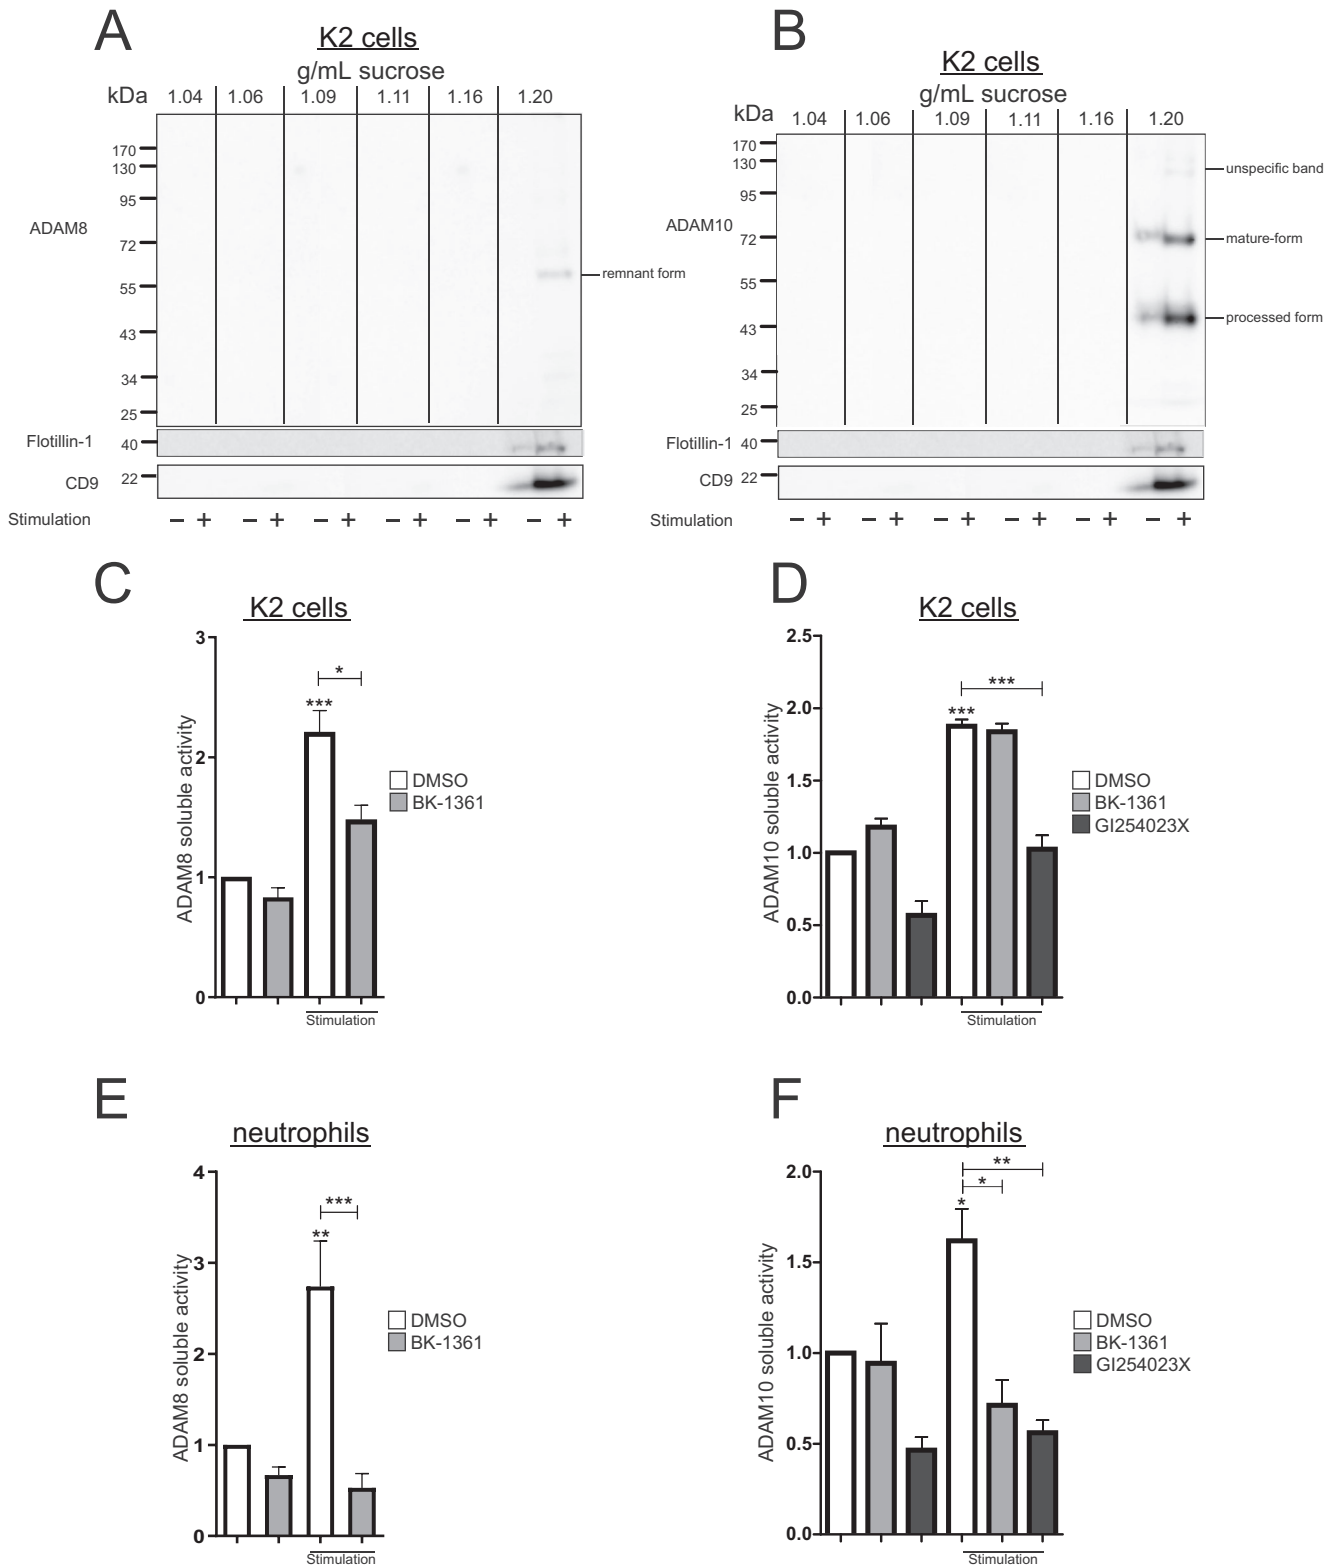 A
K2 cells
g/mL sucrose
kDa 1.04 1.06 1.09 1.11 1.16 1.20
170
130
95
ADAM8
72
remnant form
55
43
34
25
Flotillin-1 40
CD9 22
Stimulation − + − + − + − + − + − +
B
K2 cells
g/mL sucrose
kDa 1.04 1.06 1.09 1.11 1.16 1.20
170
130
unspecific band
95
ADAM10
72
mature-form
55
processed form
43
34
25
Flotillin-1 40
CD9 22
Stimulation − + − + − + − + − + − +
C
K2 cells
ADAM8 soluble activity
3
2
1
0
*
***
DMSO
BK-1361
Stimulation
D
K2 cells
ADAM10 soluble activity
2.5
2.0
1.5
1.0
0.5
0.0
***
***
DMSO
BK-1361
GI254023X
Stimulation
E
neutrophils
ADAM8 soluble activity
4
3
2
1
0
***
**
DMSO
BK-1361
Stimulation
F
neutrophils
ADAM10 soluble activity
2.0
1.5
1.0
0.5
0.0
**
*
*
DMSO
BK-1361
GI254023X
Stimulation